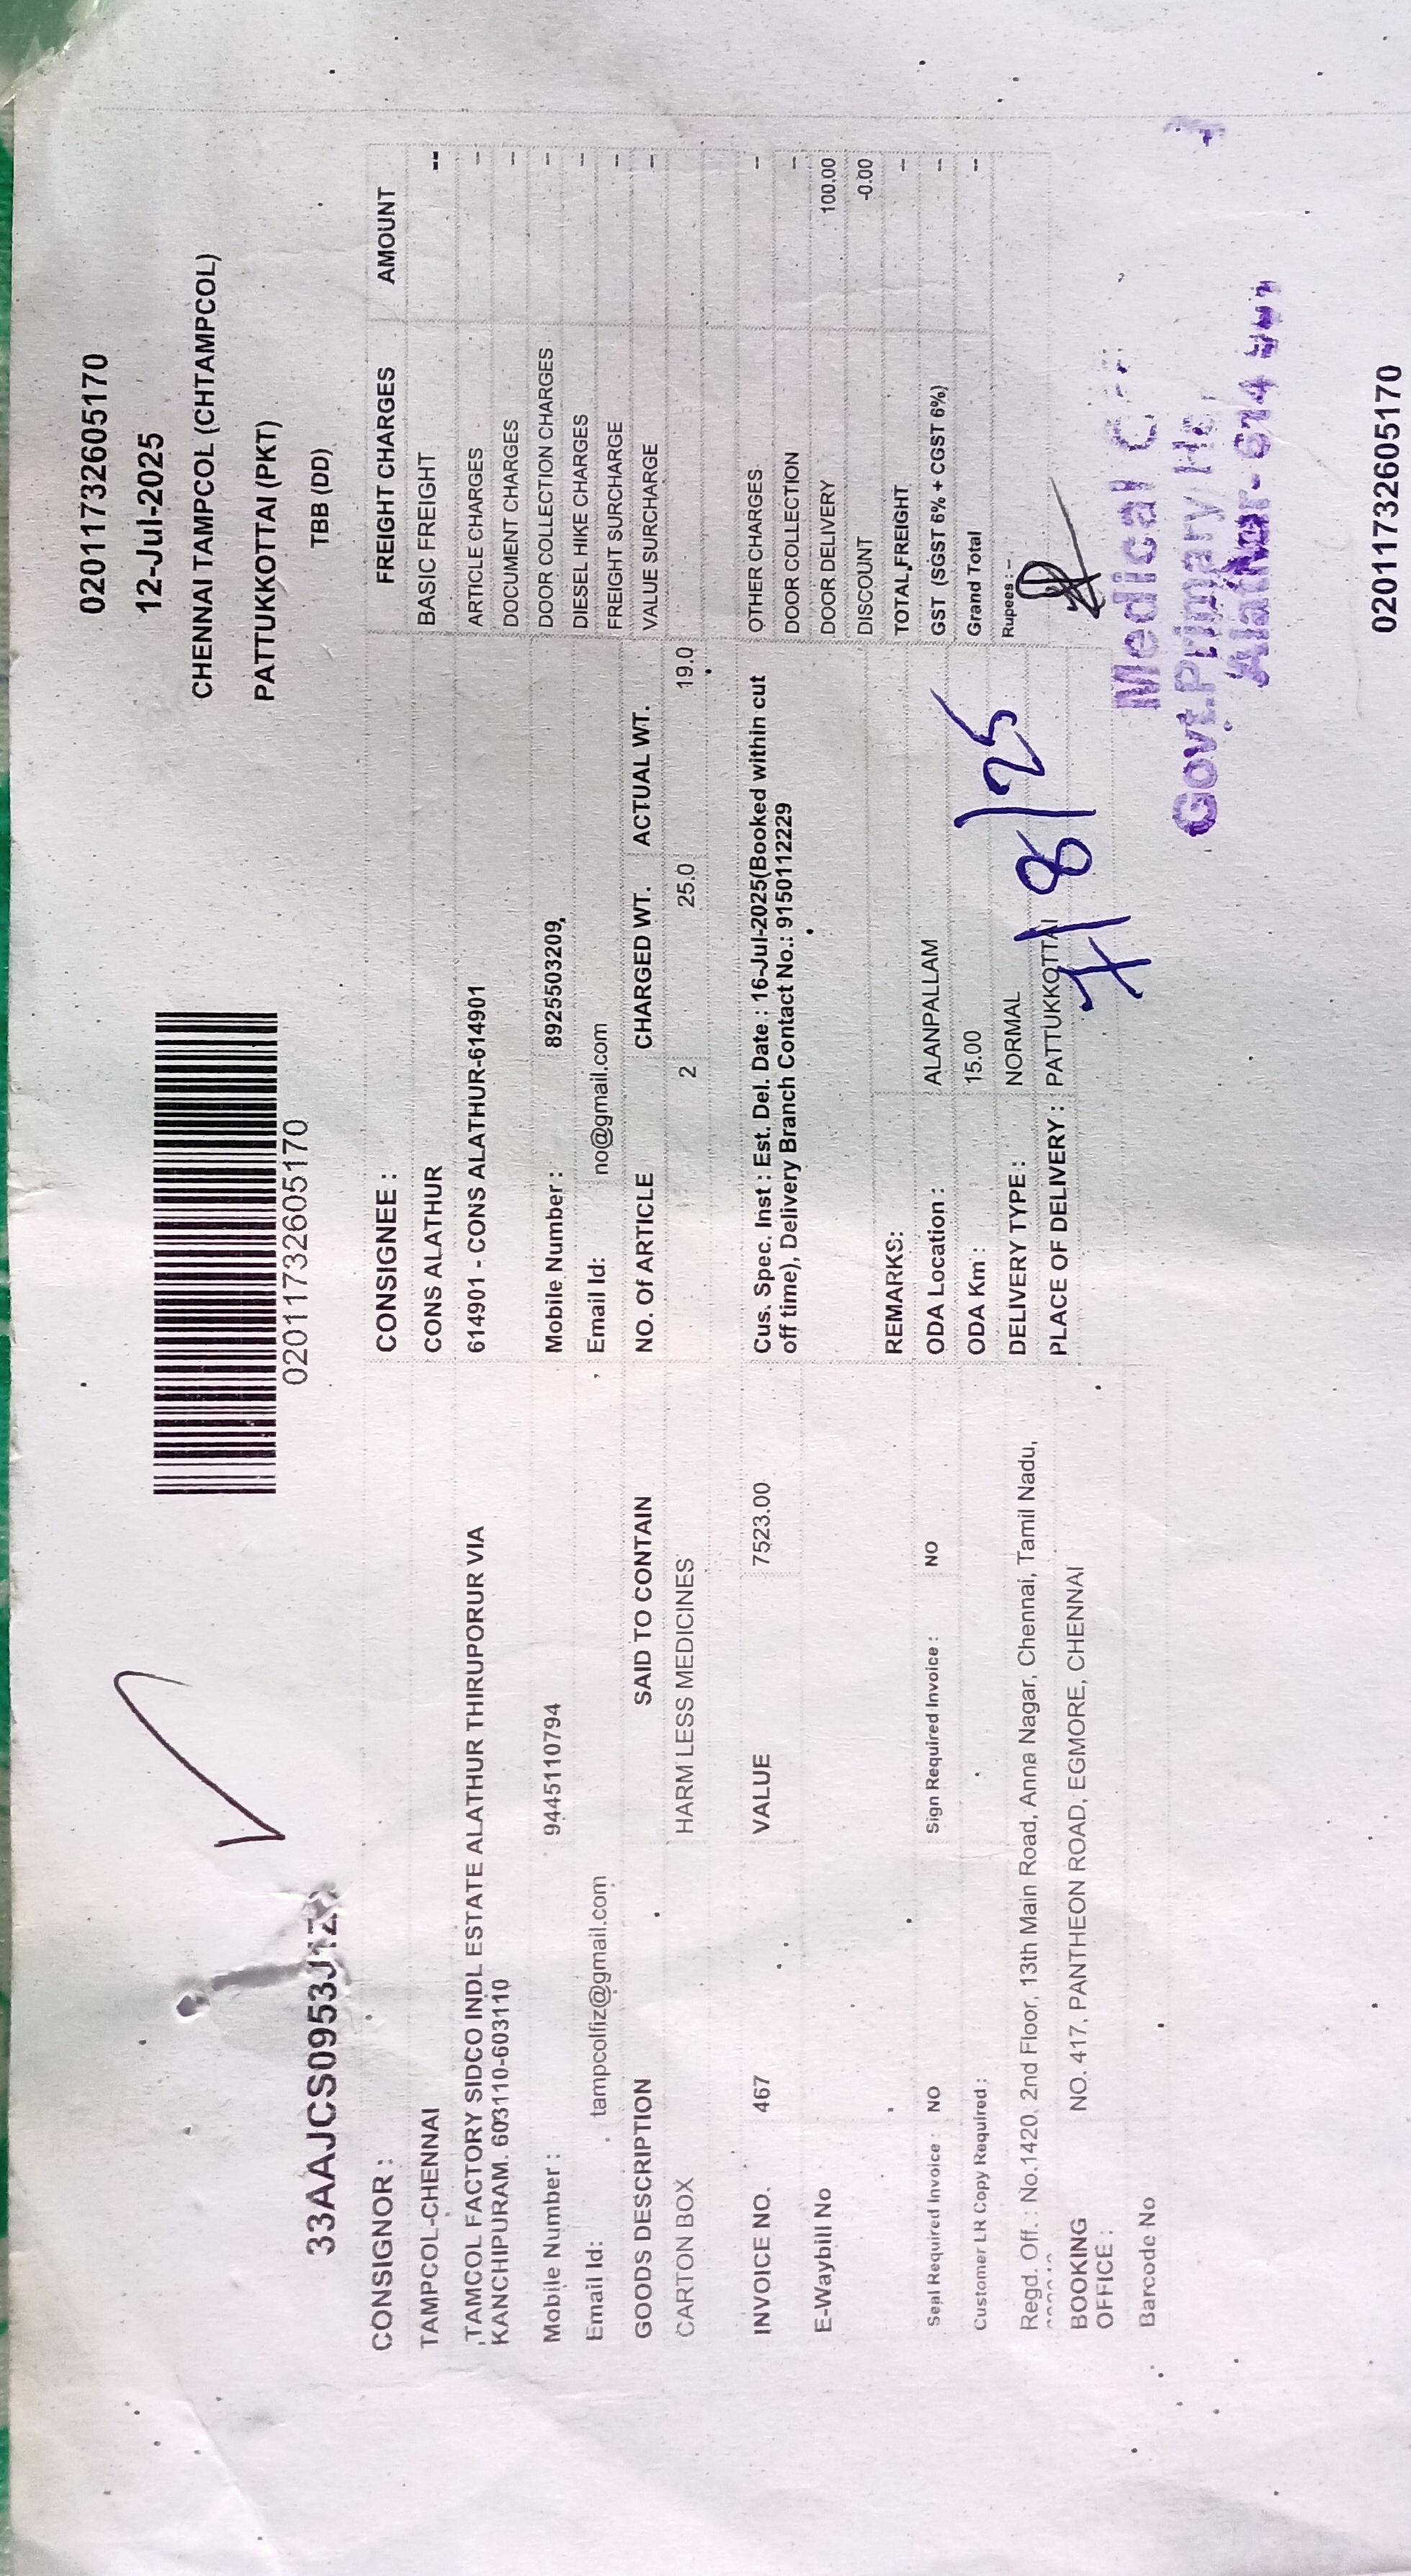 02011732605170
12-Jul-2025
CHENNAI TAMPCOL (CHTAMPCOL)
PATTUKKOTTAI (PKT)
TBB (DD)
02011732605170
33AAJCS0953J1Z
CONSIGNOR :
TAMPCOL-CHENNAI
,TAMCOL FACTORY SIDCO INDL ESTATE ALATHUR THIRUPORUR VIA
KANCHIPURAM. 603110-603110
Mobile Number : 9445110794
Email Id: tampcolfiz@gmail.com
GOODS DESCRIPTION SAID TO CONTAIN
CARTON BOX HARM LESS MEDICINES
INVOICE NO. 467 VALUE 7523.00
E-Waybill No
Seal Required Invoice : NO Sign Required Invoice : NO
Customer LR Copy Required :
Regd. Off. : No.1420, 2nd Floor, 13th Main Road, Anna Nagar, Chennai, Tamil Nadu,
BOOKING OFFICE : NO. 417, PANTHEON ROAD, EGMORE, CHENNAI
Barcode No
CONSIGNEE :
CONS ALATHUR
614901 - CONS ALATHUR-614901
Mobile Number : 8925503209,
Email Id: no@gmail.com
NO. Of ARTICLE CHARGED WT. ACTUAL WT.
2 25.0 19.0
Cus. Spec. Inst : Est. Del. Date : 16-Jul-2025(Booked within cut
off time), Delivery Branch Contact No.: 9150112229
REMARKS:
ODA Location : ALANPALLAM
ODA Km : 15.00
DELIVERY TYPE : NORMAL
PLACE OF DELIVERY : PATTUKKOTTAI
7/8/25
FREIGHT CHARGES AMOUNT
BASIC FREIGHT --
ARTICLE CHARGES --
DOCUMENT CHARGES --
DOOR COLLECTION CHARGES --
DIESEL HIKE CHARGES --
FREIGHT SURCHARGE --
VALUE SURCHARGE --
OTHER CHARGES --
DOOR COLLECTION --
DOOR DELIVERY 100.00
DISCOUNT -0.00
TOTAL FREIGHT --
GST (SGST 6% + CGST 6%) --
Grand Total --
Rupees : --
Medical
Govt.Primary
02011732605170